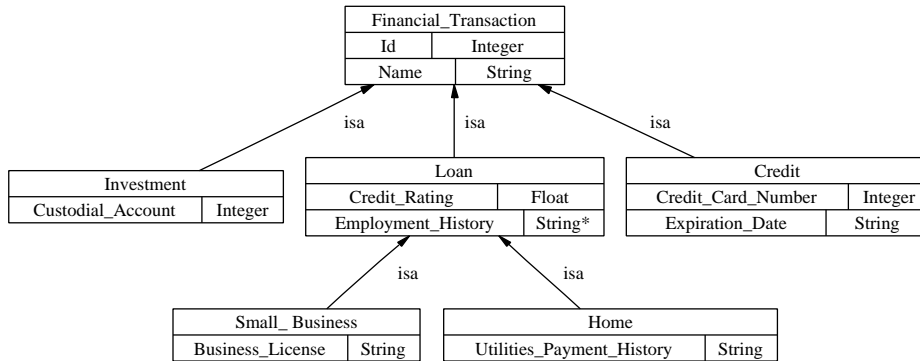 Financial_Transaction
Id Integer
Name String
isa isa isa
Investment
Custodial_Account Integer
Loan
Credit_Rating Float
Employment_History String*
Credit
Credit_Card_Number Integer
Expiration_Date String
isa isa
Small_ Business
Business_License String
Home
Utilities_Payment_History String